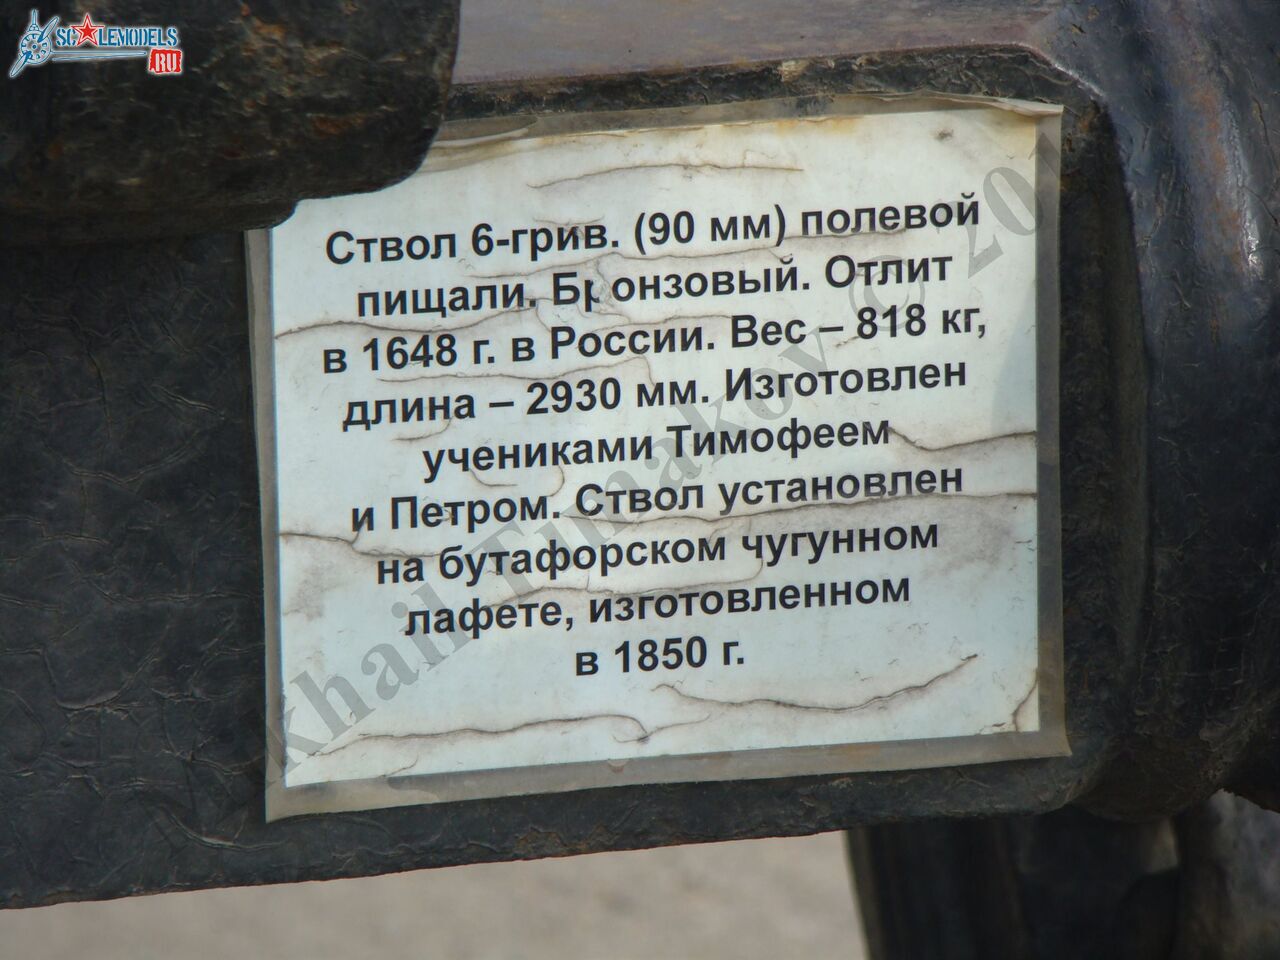 SCALEMODELS
.RU
Ствол 6-грив. (90 мм) полевой
пищали. Бронзовый. Отлит
в 1648 г. в России. Вес – 818 кг,
длина – 2930 мм. Изготовлен
учениками Тимофеем
и Петром. Ствол установлен
на бутафорском чугунном
лафете, изготовленном
в 1850 г.
Timakov ©